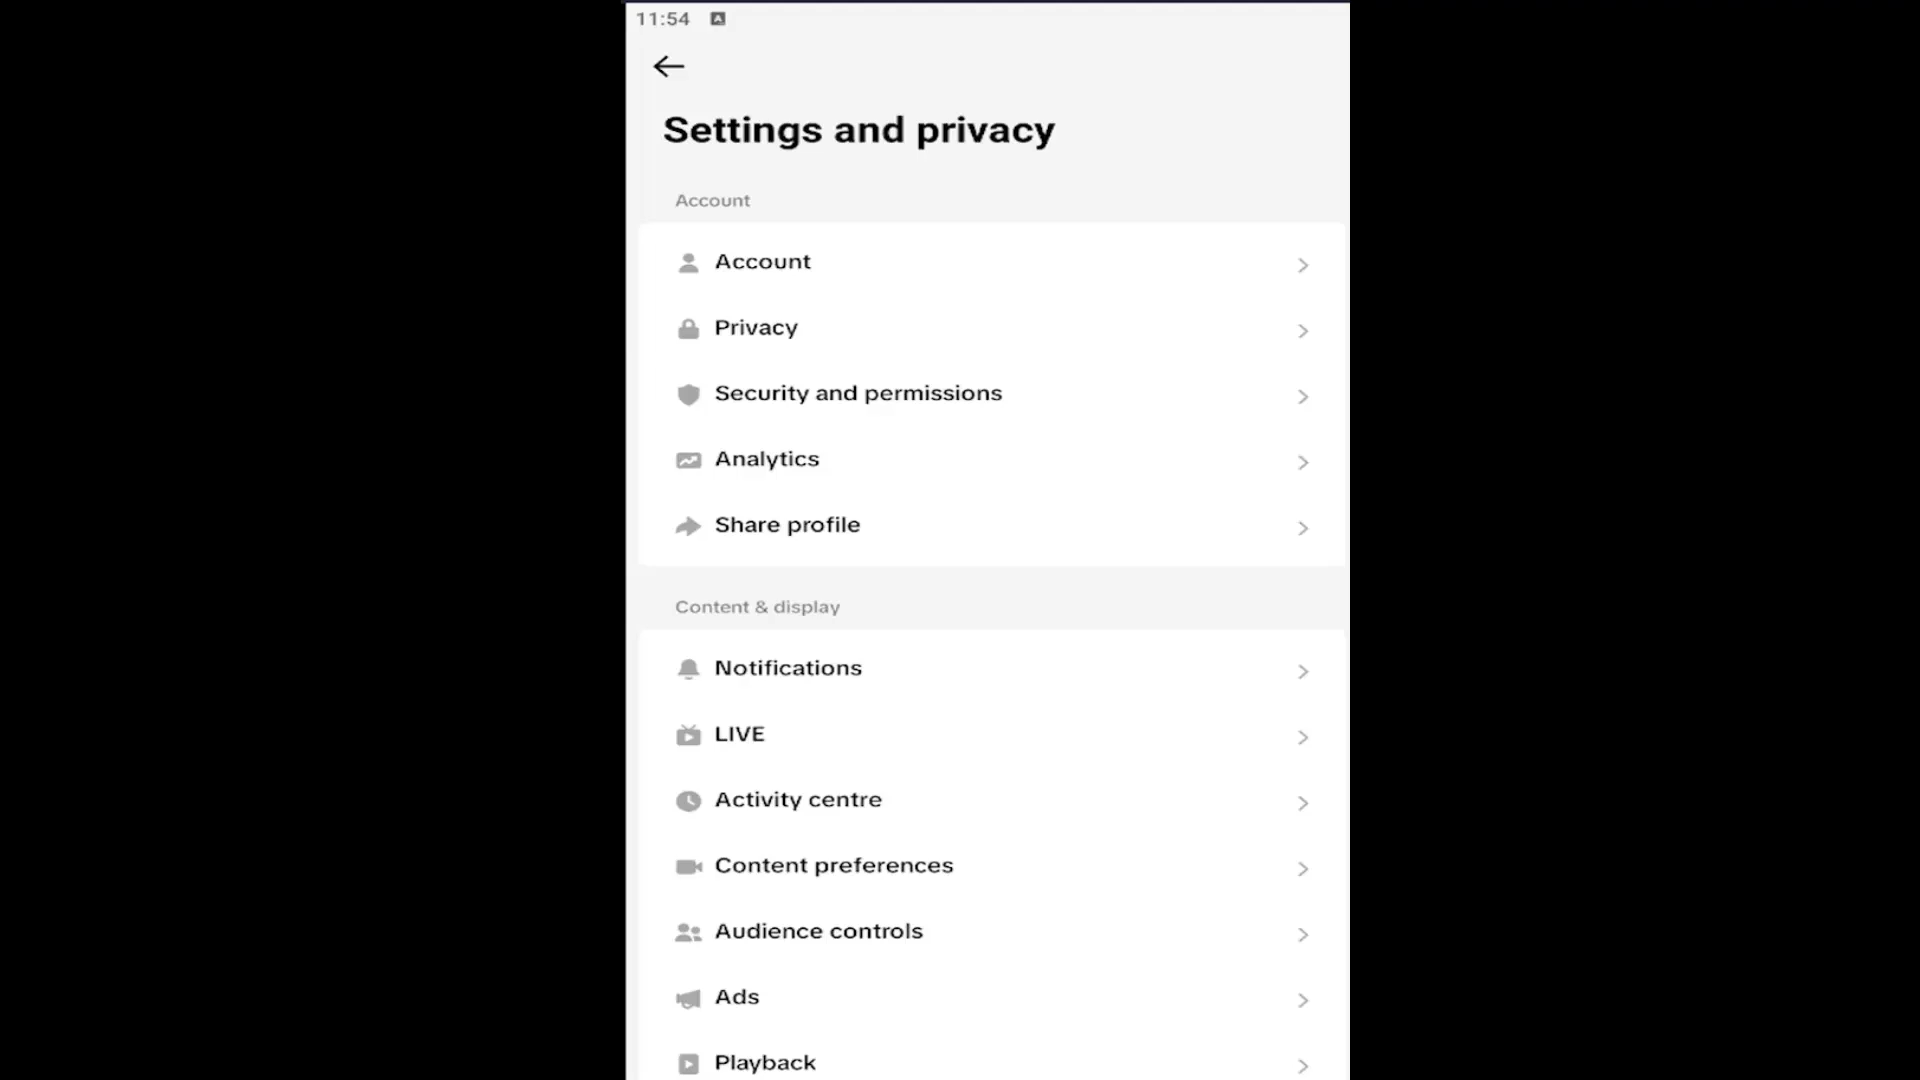 11:54
Settings and privacy
Account
Account
Privacy
Security and permissions
Analytics
Share profile
Content & display
Notifications
LIVE
Activity centre
Content preferences
Audience controls
Ads
Playback